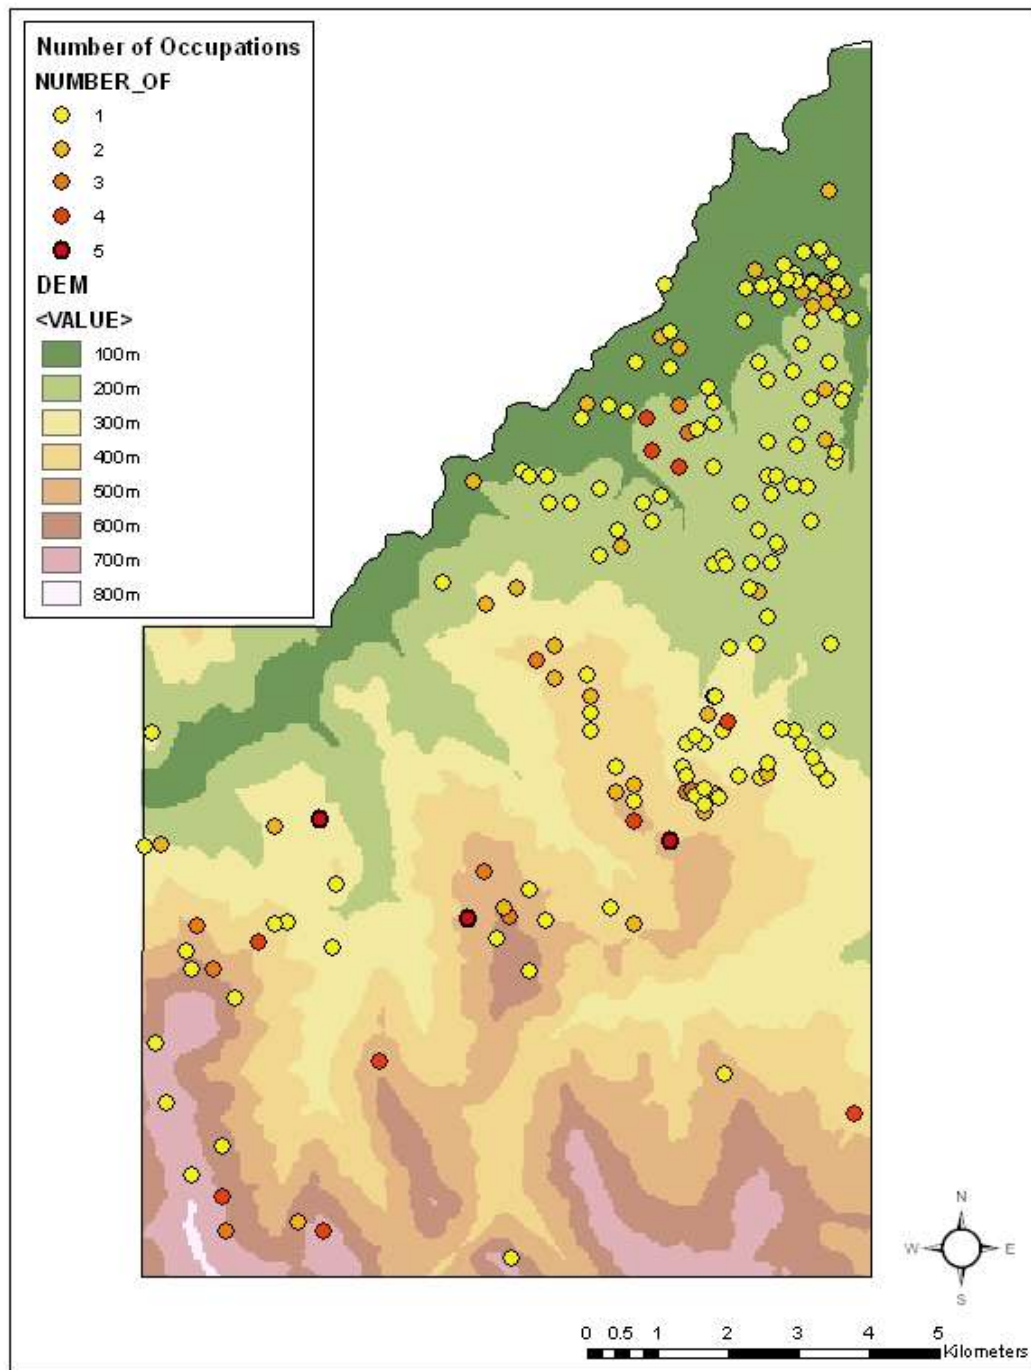 Number of Occupations
NUMBER_OF
1
2
3
4
5
DEM
<VALUE>
100m
200m
300m
400m
500m
600m
700m
800m
N
W E
S
0 0.5 1 2 3 4 5
Kilometers